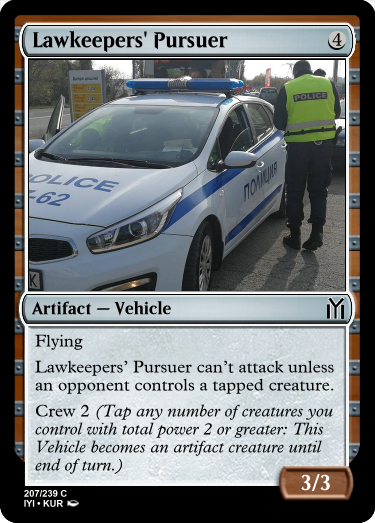 Lawkeepers' Pursuer 4
Добре дошли!
POLICE
POLICE
-62
ПОЛИЦИЯ
K
Artifact — Vehicle
Flying
Lawkeepers' Pursuer can't attack unless
an opponent controls a tapped creature.
Crew 2 (Tap any number of creatures you
control with total power 2 or greater: This
Vehicle becomes an artifact creature until
end of turn.)
3/3
207/239 C
IYI • KUR